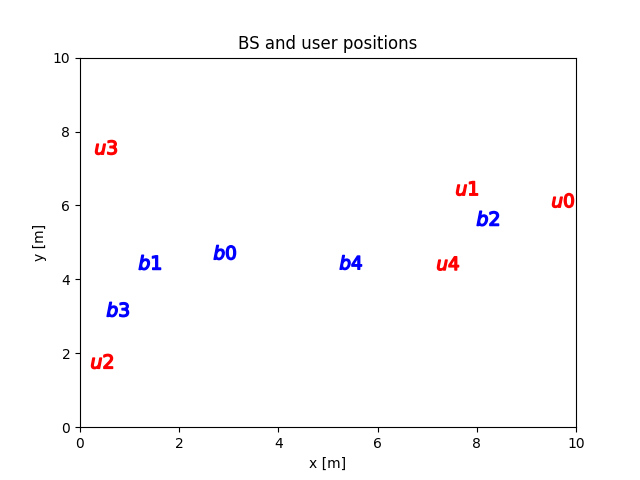 BS and user positions
10
8
6
4
2
0
y [m]
u3
u1
u0
b2
b0
b1
b4
u4
b3
u2
0 2 4 6 8 10
x [m]